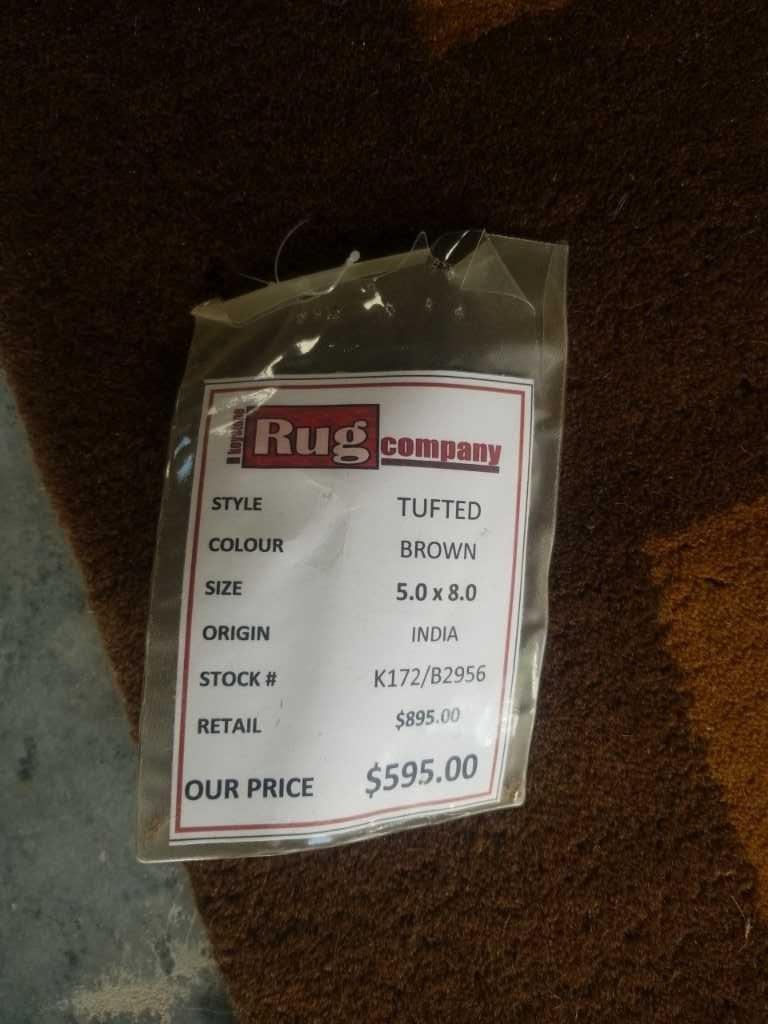 Rug company
STYLE TUFTED
COLOUR BROWN
SIZE 5.0 x 8.0
ORIGIN INDIA
STOCK # K172/B2956
RETAIL $895.00
OUR PRICE $595.00